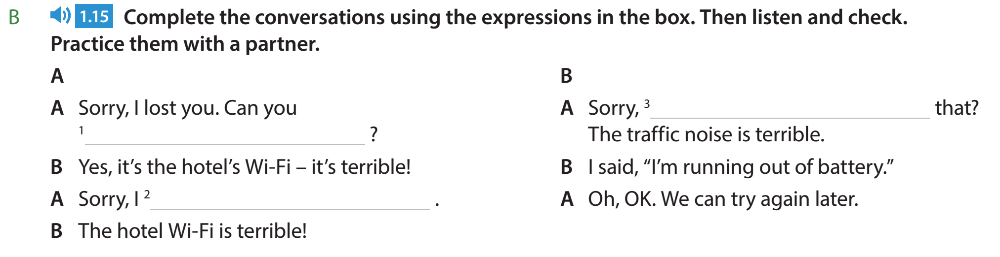 B 1.15 Complete the conversations using the expressions in the box. Then listen and check.
Practice them with a partner.
A
A Sorry, I lost you. Can you
1 ?
B Yes, it’s the hotel’s Wi-Fi – it’s terrible!
A Sorry, I 2 .
B The hotel Wi-Fi is terrible!
B
A Sorry, 3 that?
The traffic noise is terrible.
B I said, “I’m running out of battery.”
A Oh, OK. We can try again later.